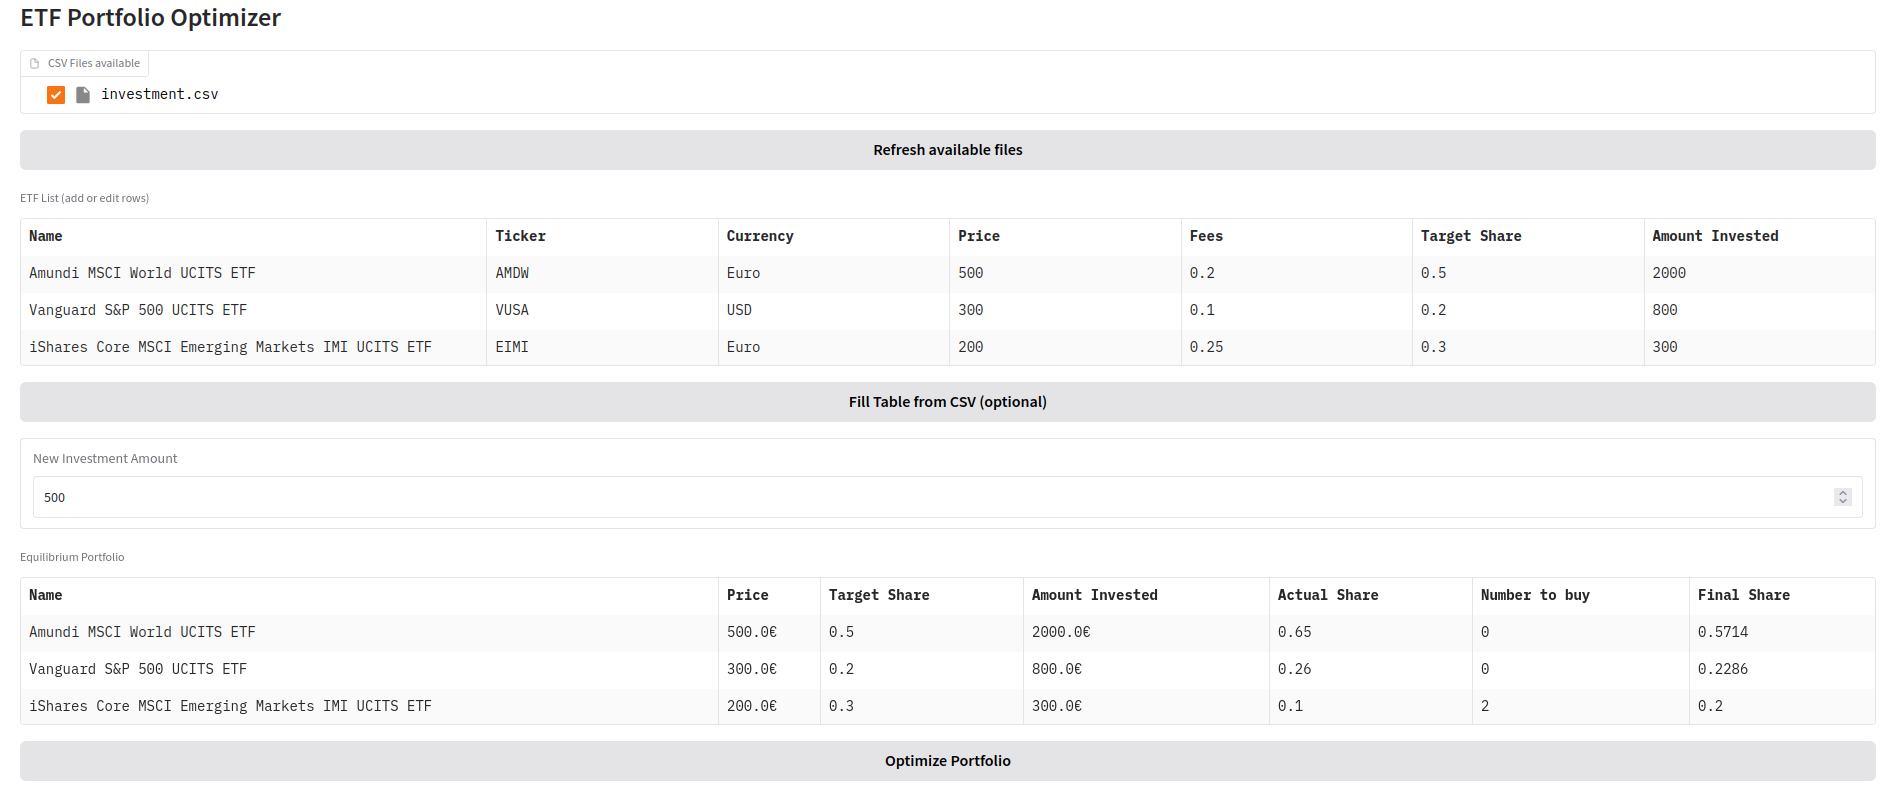 ETF Portfolio Optimizer
CSV Files available
investment.csv
Refresh available files
ETF List (add or edit rows)
Name Ticker Currency Price Fees Target Share Amount Invested
Amundi MSCI World UCITS ETF AMDW Euro 500 0.2 0.5 2000
Vanguard S&P 500 UCITS ETF VUSA USD 300 0.1 0.2 800
iShares Core MSCI Emerging Markets IMI UCITS ETF EIMI Euro 200 0.25 0.3 300
Fill Table from CSV (optional)
New Investment Amount
500
Equilibrium Portfolio
Name Price Target Share Amount Invested Actual Share Number to buy Final Share
Amundi MSCI World UCITS ETF 500.0€ 0.5 2000.0€ 0.65 0 0.5714
Vanguard S&P 500 UCITS ETF 300.0€ 0.2 800.0€ 0.26 0 0.2286
iShares Core MSCI Emerging Markets IMI UCITS ETF 200.0€ 0.3 300.0€ 0.1 2 0.2
Optimize Portfolio